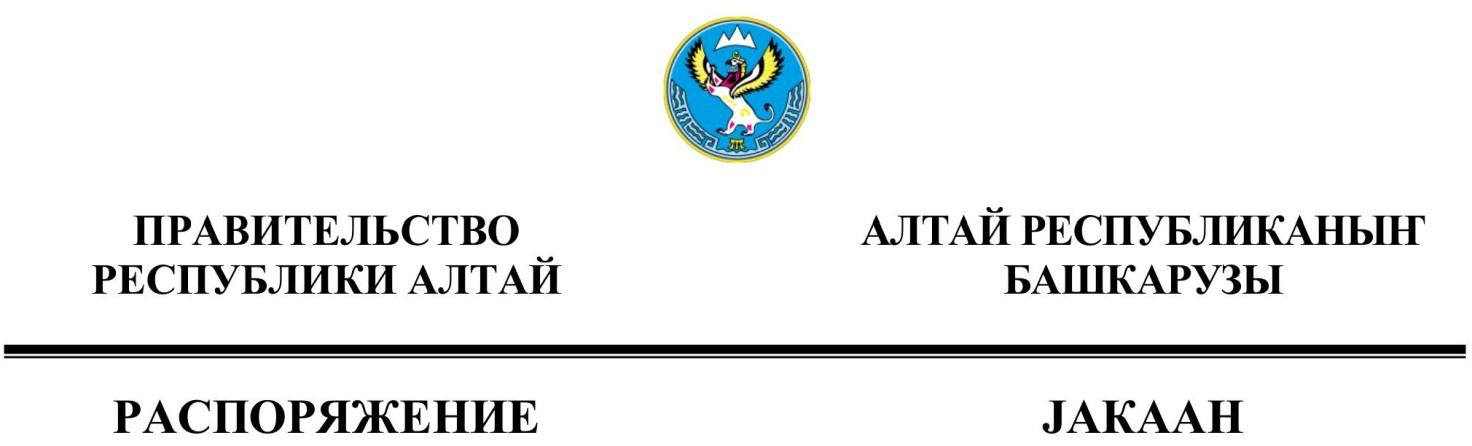 ПРАВИТЕЛЬСТВО
РЕСПУБЛИКИ АЛТАЙ
АЛТАЙ РЕСПУБЛИКАНЫҤ
БАШКАРУЗЫ
РАСПОРЯЖЕНИЕ
JАКААН